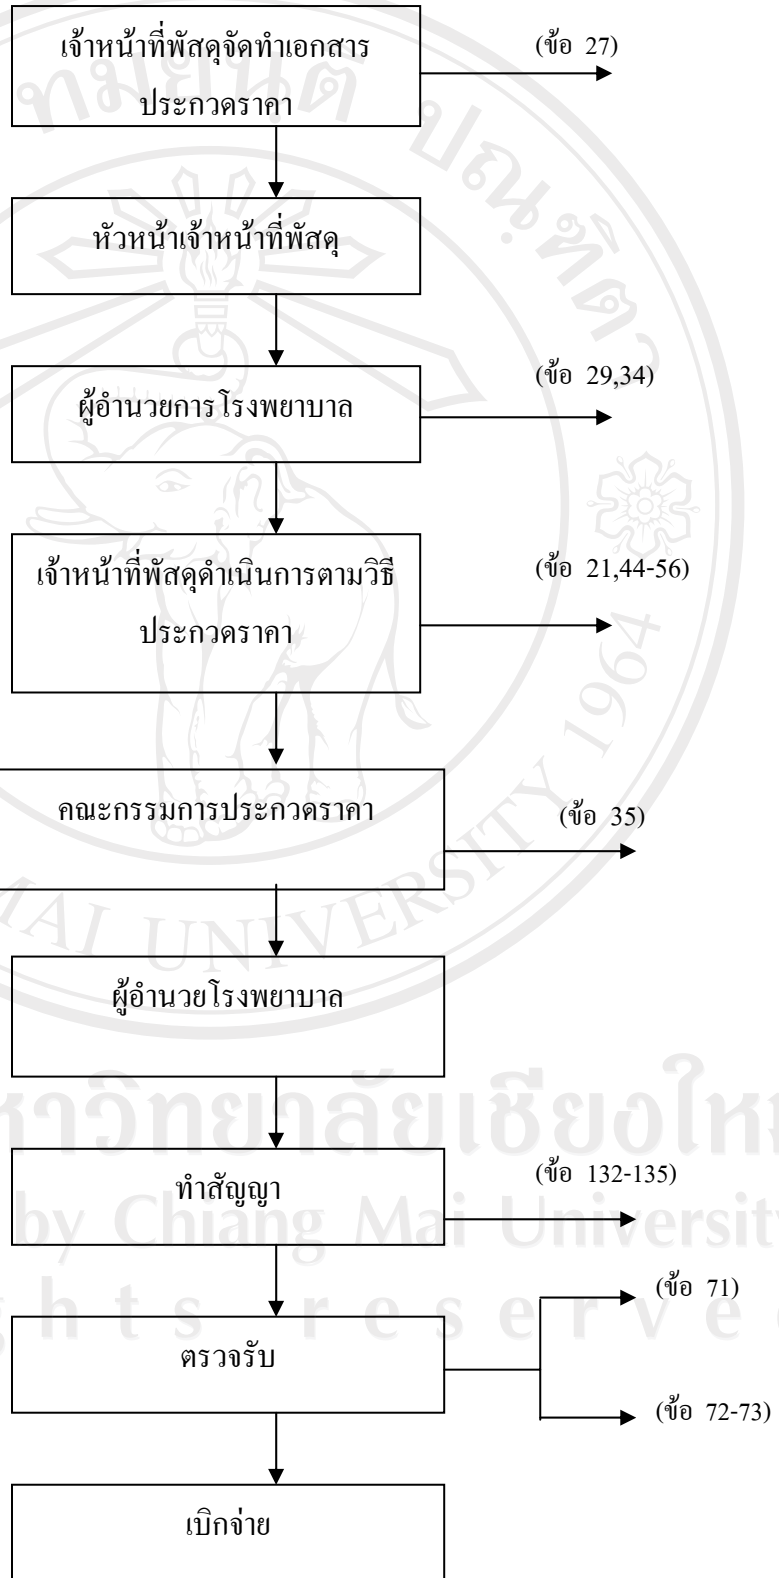 เจ้าหน้าที่พัสดุจัดทำเอกสาร
ประกวดราคา
(ข้อ 27)
หัวหน้าเจ้าหน้าที่พัสดุ
ผู้อำนวยการโรงพยาบาล
(ข้อ 29,34)
เจ้าหน้าที่พัสดุดำเนินการตามวิธี
ประกวดราคา
(ข้อ 21,44-56)
คณะกรรมการประกวดราคา
(ข้อ 35)
ผู้อำนวยโรงพยาบาล
ทำสัญญา
(ข้อ 132-135)
ตรวจรับ
(ข้อ 71)
(ข้อ 72-73)
เบิกจ่าย
1964
UNIVERSITY
by Chiang Mai
reserve